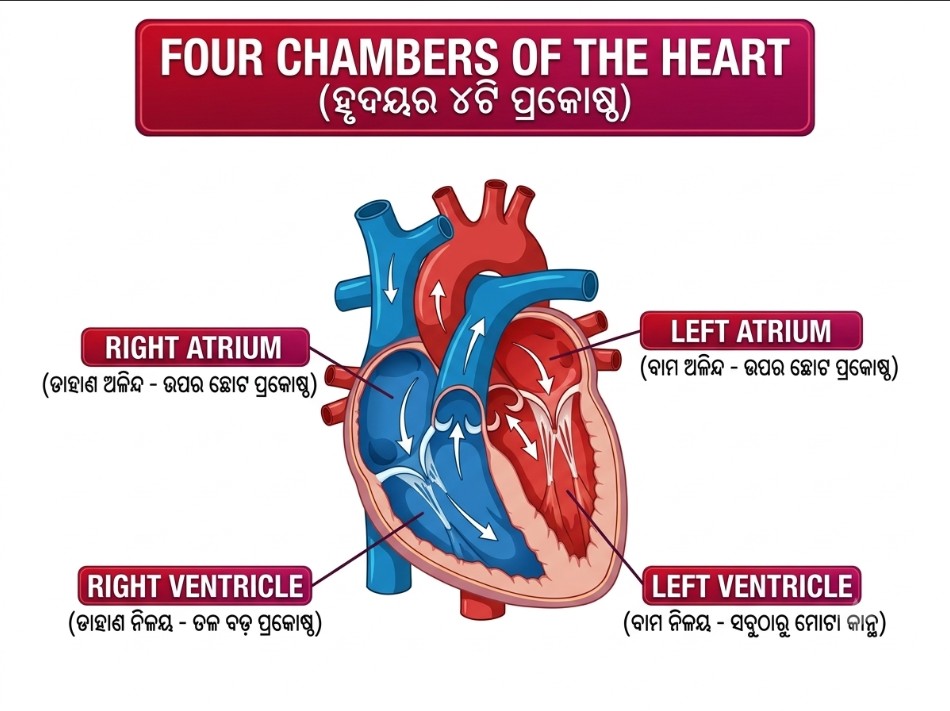 FOUR CHAMBERS OF THE HEART
(ହୃଦୟର ୪ଟି ପ୍ରକୋଷ୍ଠ)
RIGHT ATRIUM
(ଡାହାଣ ଅଳିନ୍ଦ - ଉପର ଛୋଟ ପ୍ରକୋଷ୍ଠ)
LEFT ATRIUM
(ବାମ ଅଳିନ୍ଦ - ଉପର ଛୋଟ ପ୍ରକୋଷ୍ଠ)
RIGHT VENTRICLE
(ଡାହାଣ ନିଳୟ - ତଳ ବଡ଼ ପ୍ରକୋଷ୍ଠ)
LEFT VENTRICLE
(ବାମ ନିଳୟ - ସବୁଠାରୁ ମୋଟା କାନ୍ଥ)